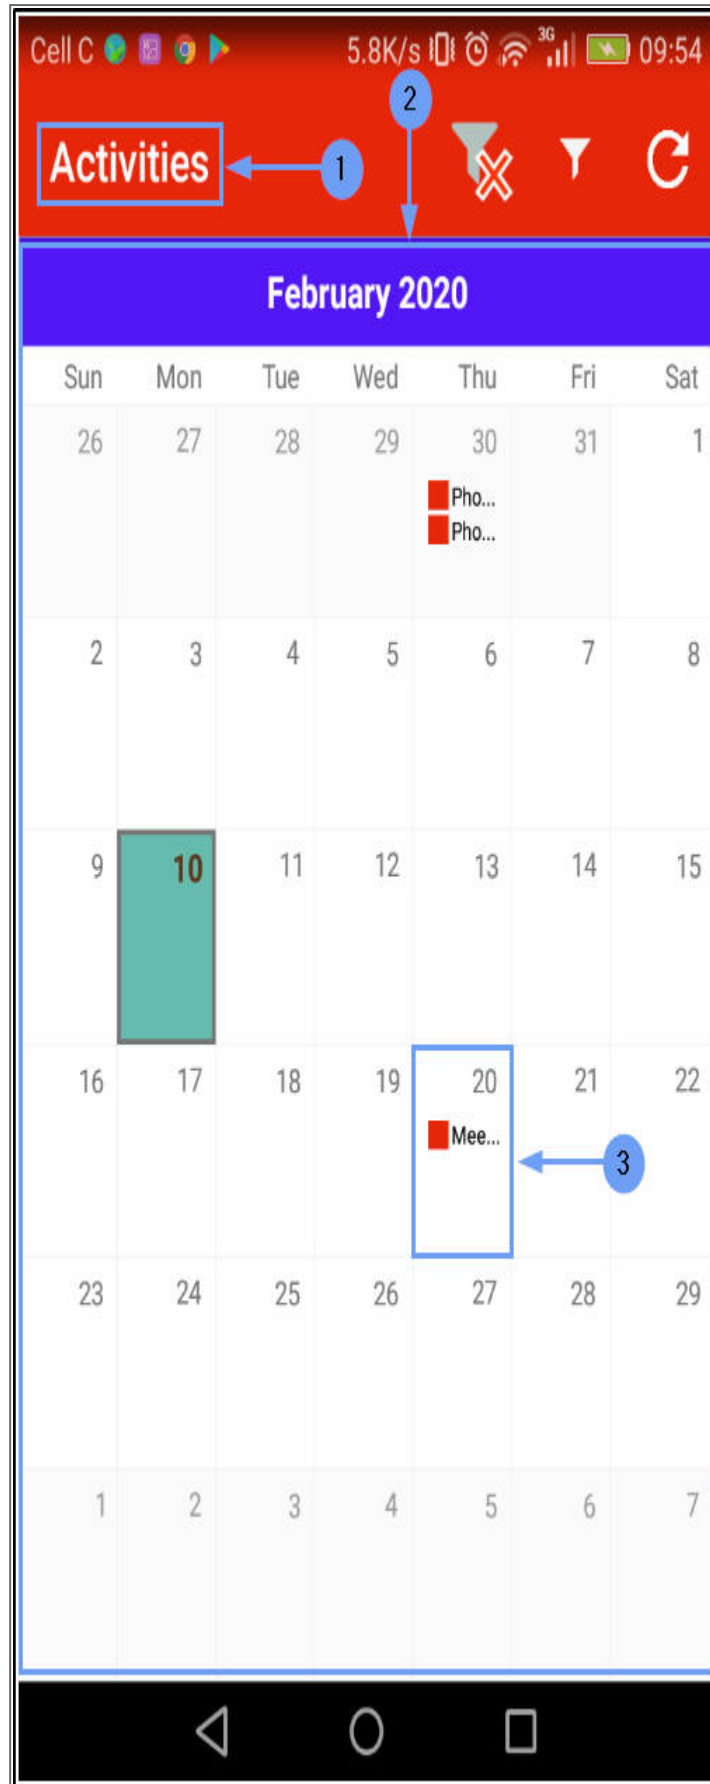 Cell C 5.8K/s 3G 09:54
2
Activities 1
February 2020
Sun Mon Tue Wed Thu Fri Sat
26 27 28 29 30 31 1
Pho...
Pho...
2 3 4 5 6 7 8
9 10 11 12 13 14 15
16 17 18 19 20 21 22
Mee... 3
23 24 25 26 27 28 29
1 2 3 4 5 6 7